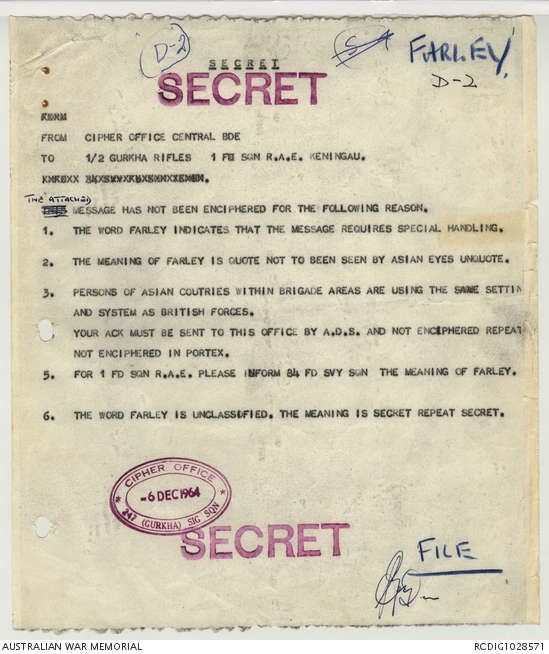 D-2
S
FARLEY
D-2
SECRET
SECRET
FROM CIPHER OFFICE CENTRAL BDE
TO 1/2 GURKHA RIFLES 1 FD SQN R.A.E. KENINGAU.
THE ATTACHED
MESSAGE HAS NOT BEEN ENCIPHERED FOR THE FOLLOWING REASON.
1. THE WORD FARLEY INDICATES THAT THE MESSAGE REQUIRES SPECIAL HANDLING.
2. THE MEANING OF FARLEY IS QUOTE NOT TO BEEN SEEN BY ASIAN EYES UNQUOTE.
3. PERSONS OF ASIAN COUTRIES WITHIN BRIGADE AREAS ARE USING THE SAME SETTIN
AND SYSTEM AS BRITISH FORCES.
YOUR ACK MUST BE SENT TO THIS OFFICE BY A.D.S. AND NOT ENCIPHERED REPEAT
NOT ENCIPHERED IN PORTEX.
5. FOR 1 FD SQN R.A.E. PLEASE INFORM 84 FD SVY SQN THE MEANING OF FARLEY.
6. THE WORD FARLEY IS UNCLASSIFIED. THE MEANING IS SECRET REPEAT SECRET.
CIPHER OFFICE
-6 DEC 1964
247 (GURKHA) SIG SQN
SECRET
FILE
AUSTRALIAN WAR MEMORIAL
RCDIG1028571